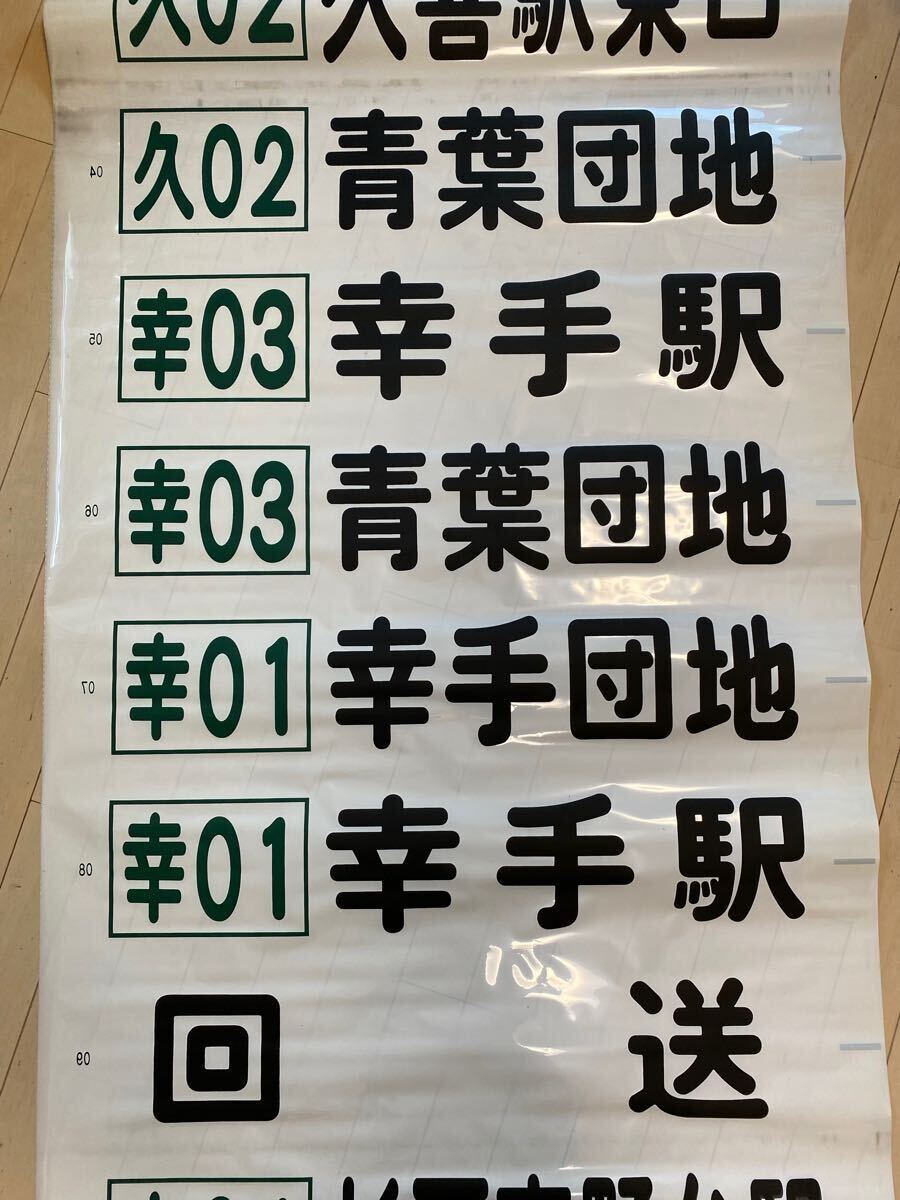 久02 久喜駅東口
04 久02 青葉団地
05 幸03 幸手駅
06 幸03 青葉団地
07 幸01 幸手団地
08 幸01 幸手駅
09 回送